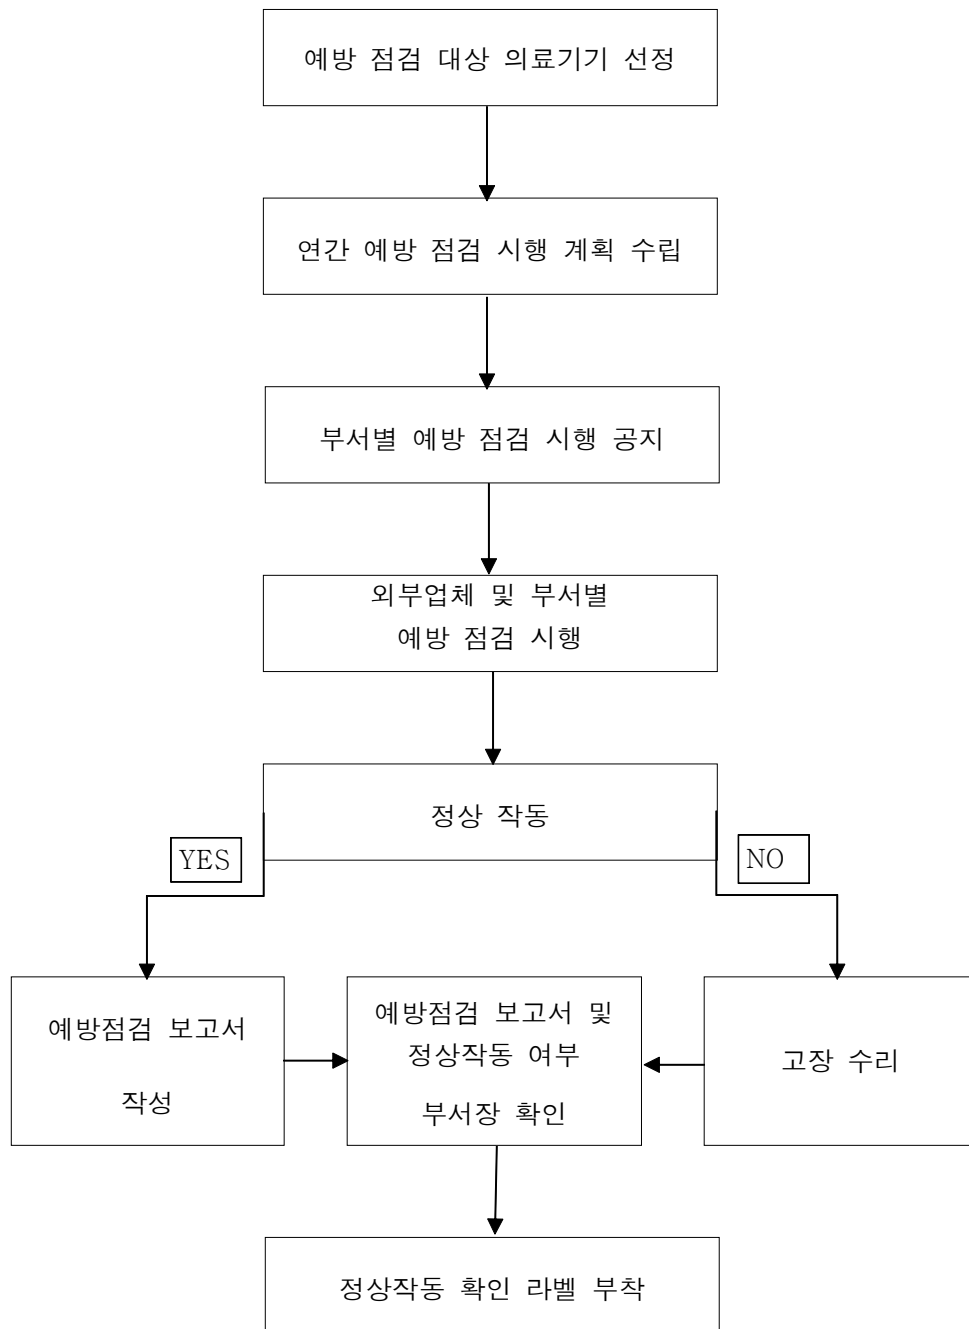 예방 점검 대상 의료기기 선정
연간 예방 점검 시행 계획 수립
부서별 예방 점검 시행 공지
외부업체 및 부서별
예방 점검 시행
정상 작동
YES
NO
예방점검 보고서
작성
예방점검 보고서 및
정상작동 여부
부서장 확인
고장 수리
정상작동 확인 라벨 부착